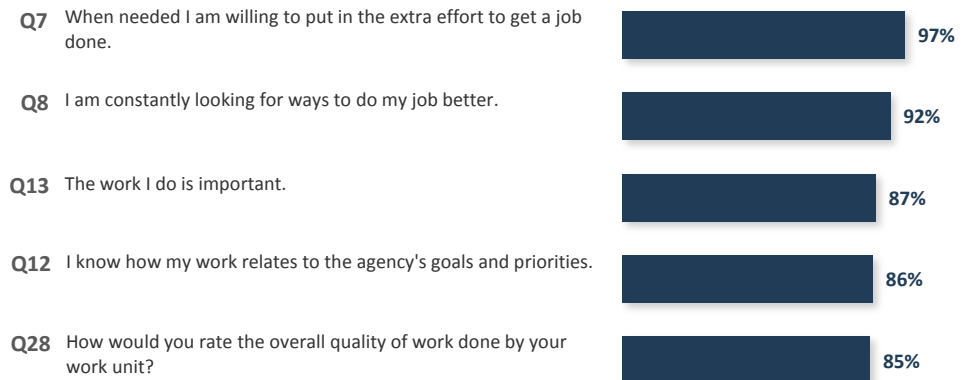 Q7 When needed I am willing to put in the extra effort to get a job
done.
97%
Q8 I am constantly looking for ways to do my job better.
92%
Q13 The work I do is important.
87%
Q12 I know how my work relates to the agency's goals and priorities.
86%
Q28 How would you rate the overall quality of work done by your
work unit?
85%